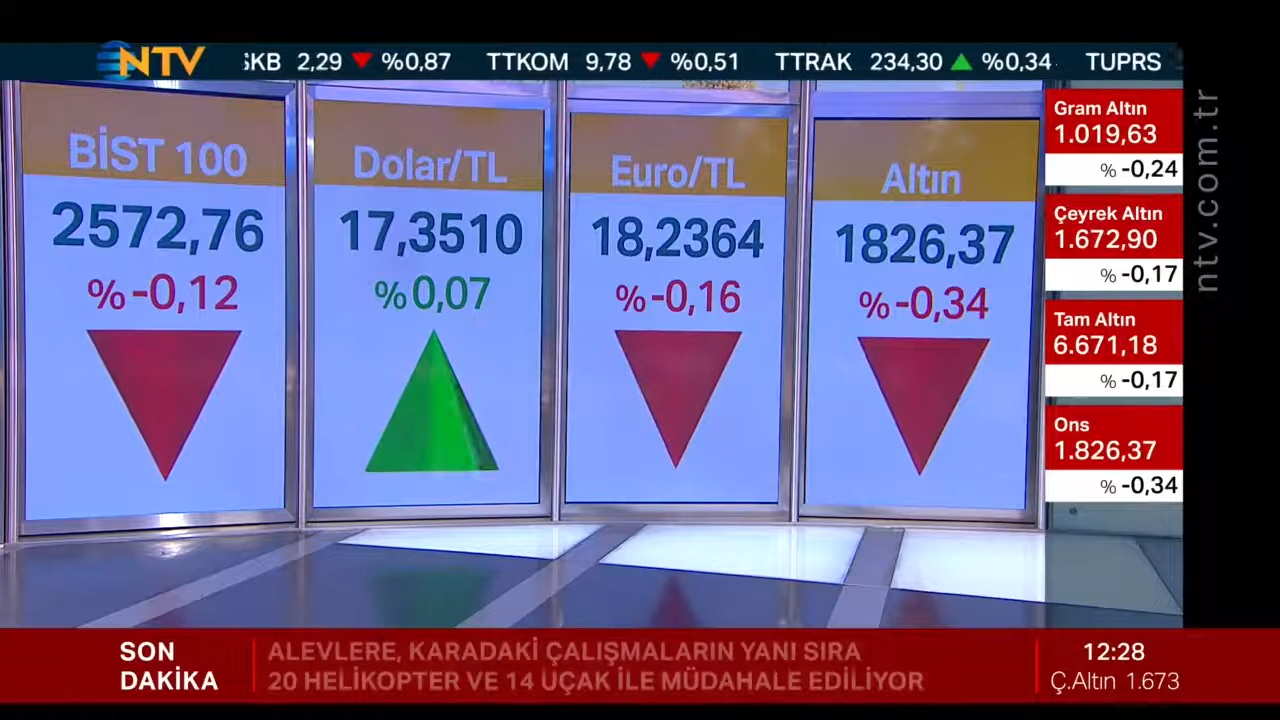 NTV
SKB 2,29 %0,87 TTKOM 9,78 %0,51 TTRAK 234,30 %0,34 TUPRS
BİST 100
2572,76
%-0,12
Dolar/TL
17,3510
%0,07
Euro/TL
18,2364
%-0,16
Altın
1826,37
%-0,34
Gram Altın
1.019,63
% -0,24
Çeyrek Altın
1.672,90
% -0,17
Tam Altın
6.671,18
% -0,17
Ons
1.826,37
% -0,34
ntv.com.tr
SON
DAKİKA
ALEVLERE, KARADAKİ ÇALIŞMALARIN YANI SIRA
20 HELİKOPTER VE 14 UÇAK İLE MÜDAHALE EDİLİYOR
12:28
Ç.Altın 1.673